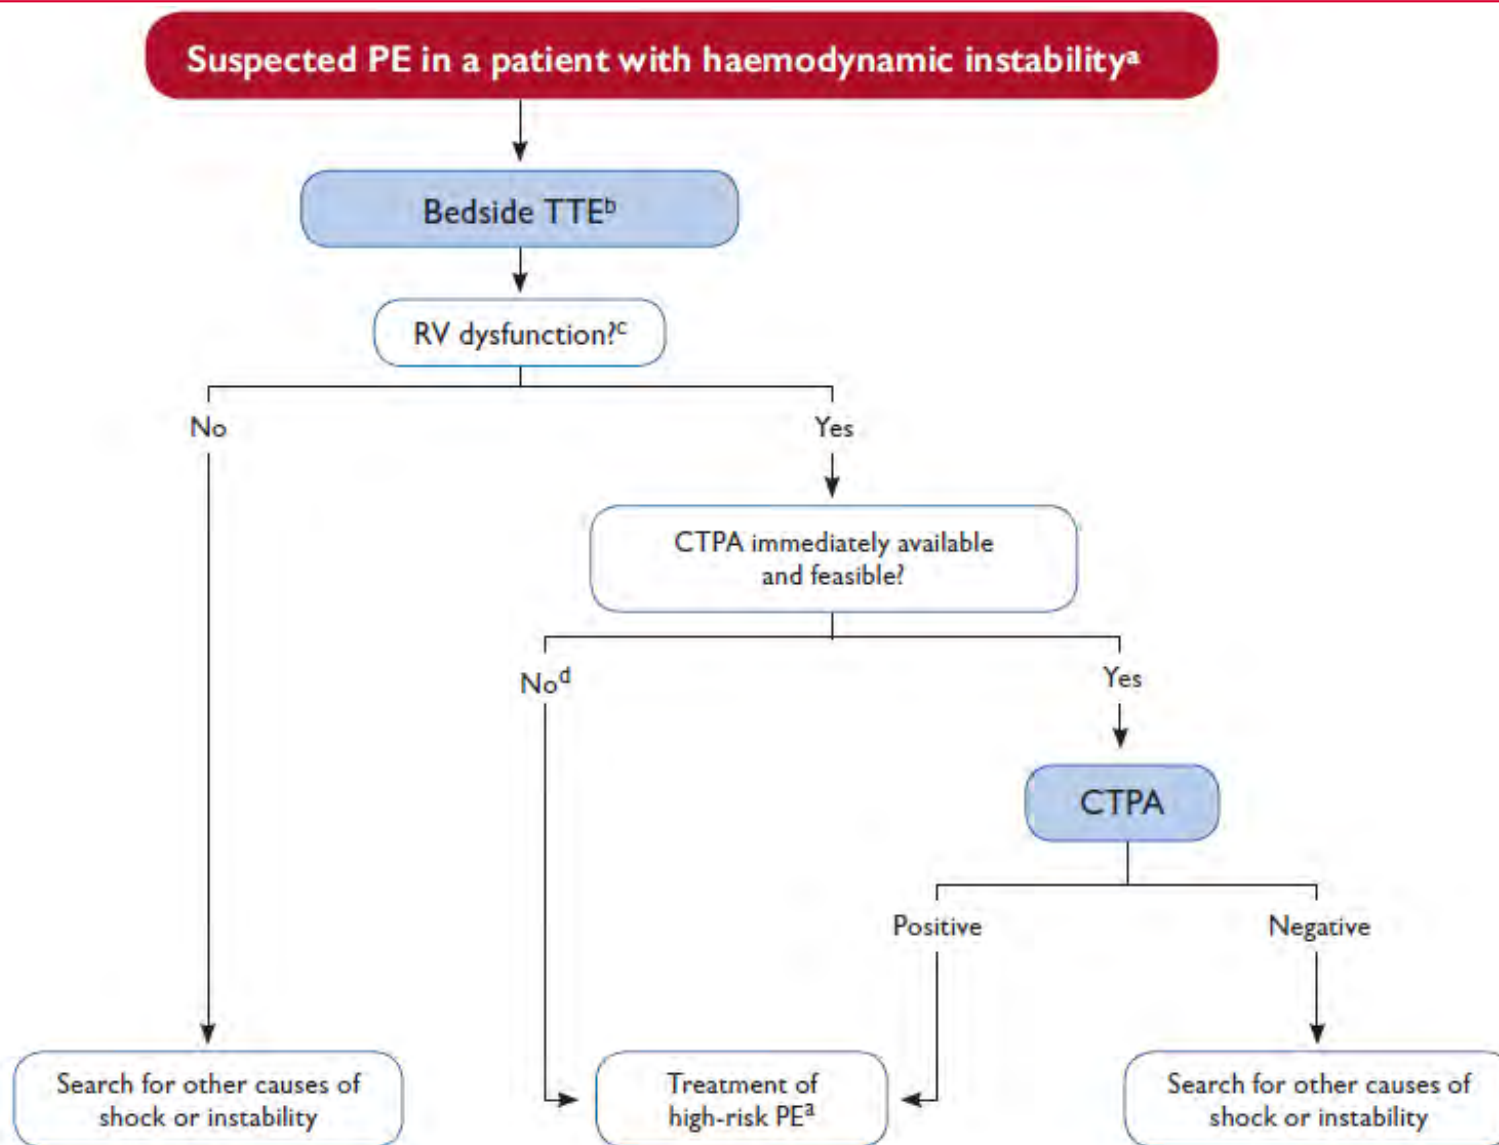 Suspected PE in a patient with haemodynamic instabilityᵃ
Bedside TTEᵇ
RV dysfunction?ᶜ
No
Yes
CTPA immediately available
and feasible?
Noᵈ
Yes
CTPA
Positive
Negative
Search for other causes of
shock or instability
Treatment of
high-risk PEᵃ
Search for other causes of
shock or instability